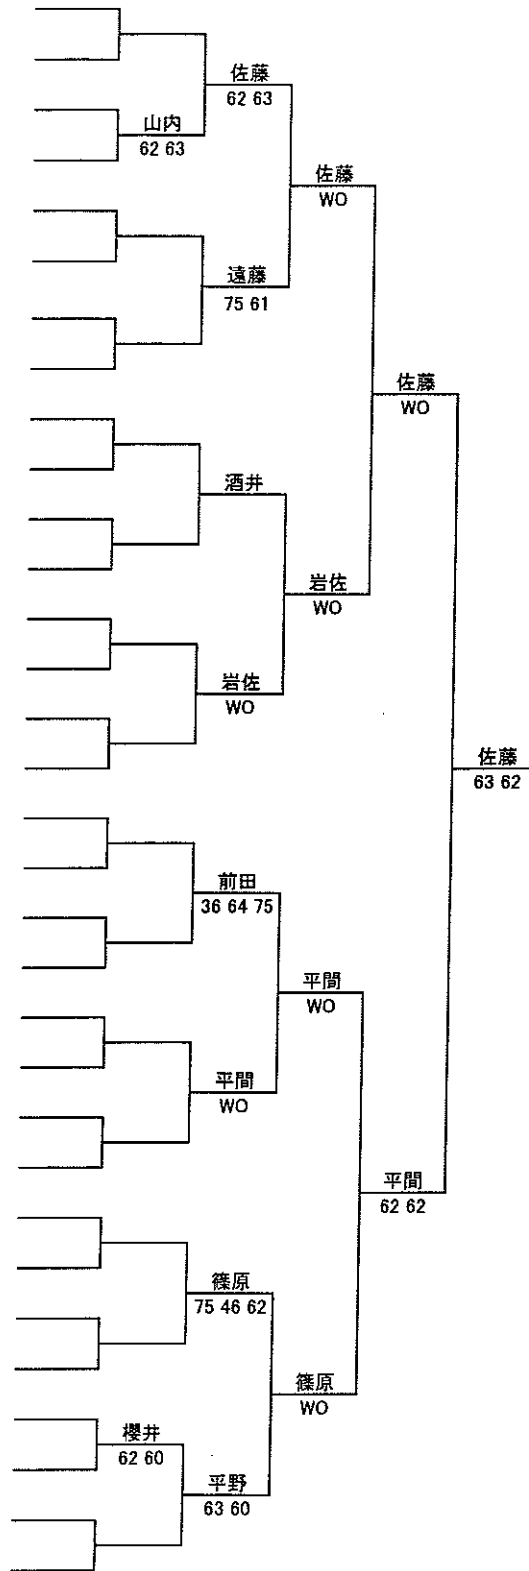 佐藤
62 63
山内
62 63
佐藤
WO
遠藤
75 61
佐藤
WO
酒井
岩佐
WO
岩佐
WO
佐藤
63 62
前田
36 64 75
平間
WO
平間
WO
平間
62 62
篠原
75 46 62
篠原
WO
櫻井
62 60
平野
63 60